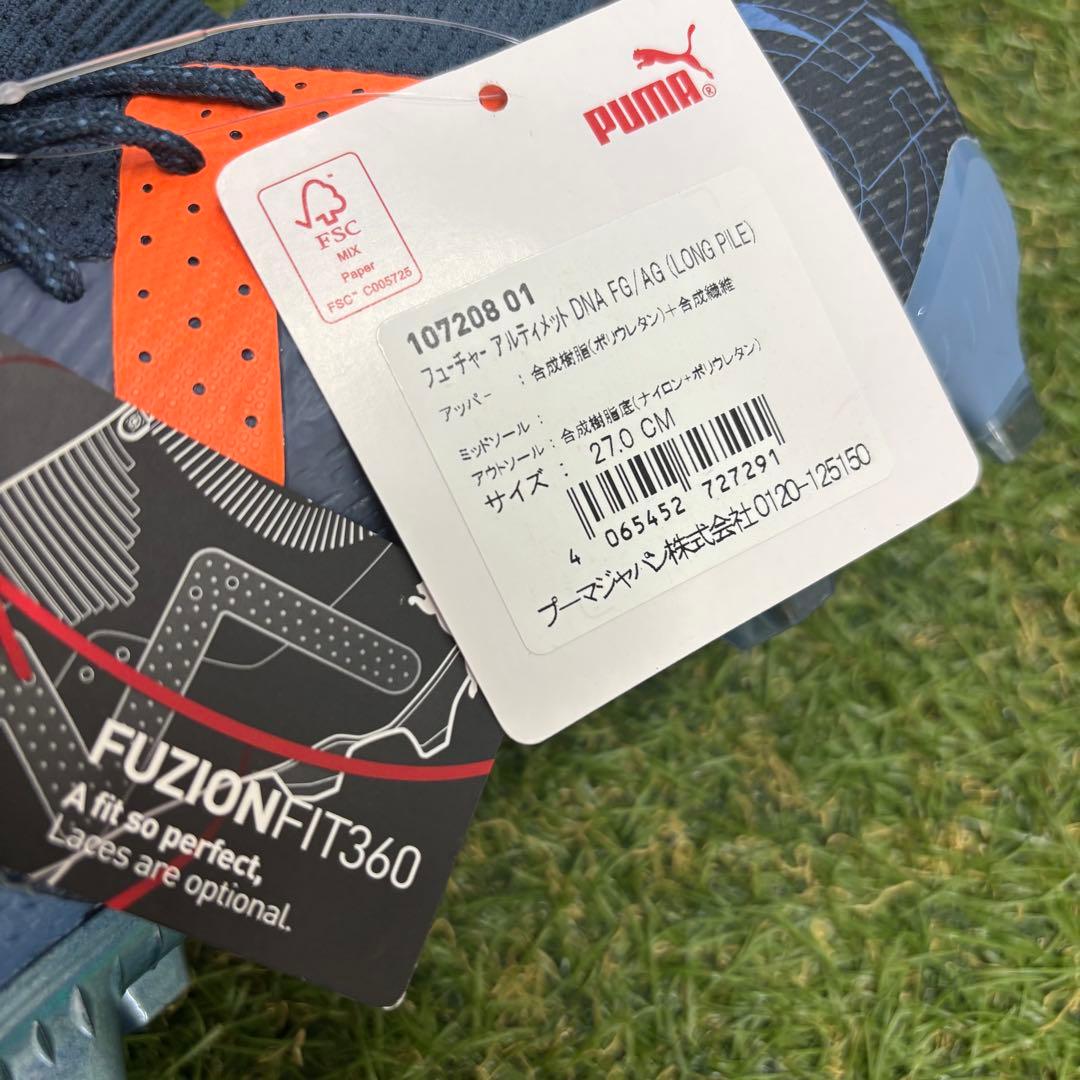 PUMA®
FSC
MIX
Paper
FSC™ C005725
107208 01
フューチャー アルティメット DNA FG/AG (LONG PILE)
アッパー : 合成樹脂(ポリウレタン)+合成繊維
ミッドソール :
アウトソール : 合成樹脂底(ナイロン+ポリウレタン)
サイズ : 27.0 CM
4 065452 727291
プーマジャパン株式会社 0120-125150
FUZIONFIT360
A fit so perfect,
Laces are optional.